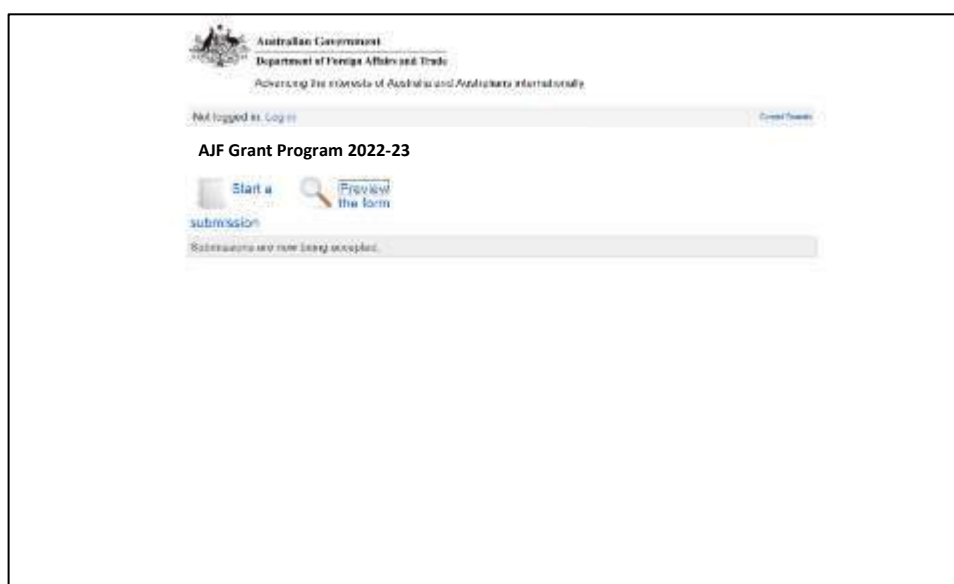 Australian Government
Department of Foreign Affairs and Trade
Advancing the interests of Australia and Australians internationally
Not logged in. Log in
AJF Grant Program 2022-23
Start a
submission
Preview
the form
Submissions are now being accepted.